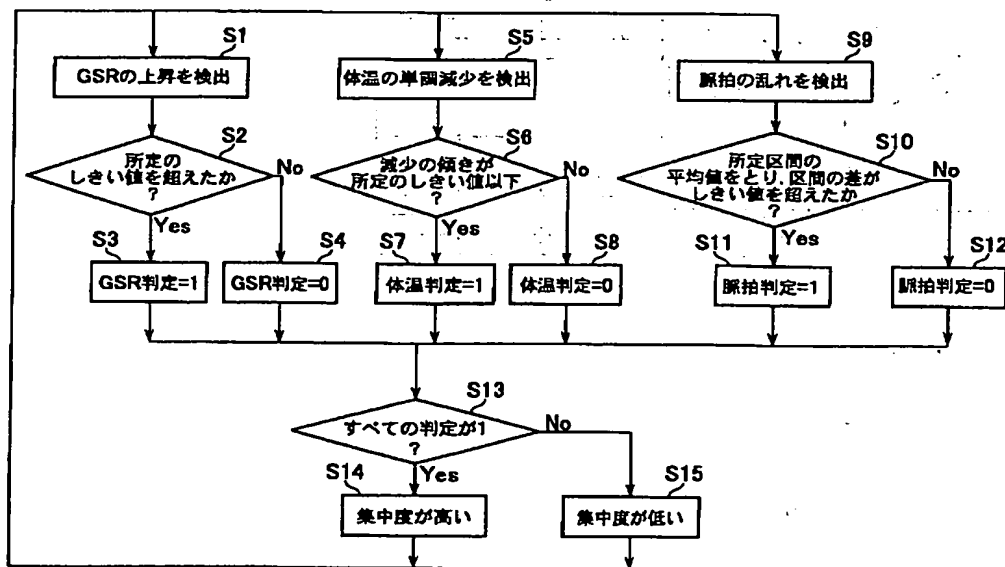 S1
GSRの上昇を検出
S2
所定の
しきい値を超えたか
?
No
Yes
S3
GSR判定=1
S4
GSR判定=0
S5
体温の単調減少を検出
S6
減少の傾きが
所定のしきい値以下
?
No
Yes
S7
体温判定=1
S8
体温判定=0
S9
脈拍の乱れを検出
S10
所定区間の
平均値をとり、区間の差が
しきい値を超えたか
?
No
Yes
S11
脈拍判定=1
S12
脈拍判定=0
S13
すべての判定が1
?
No
Yes
S14
集中度が高い
S15
集中度が低い